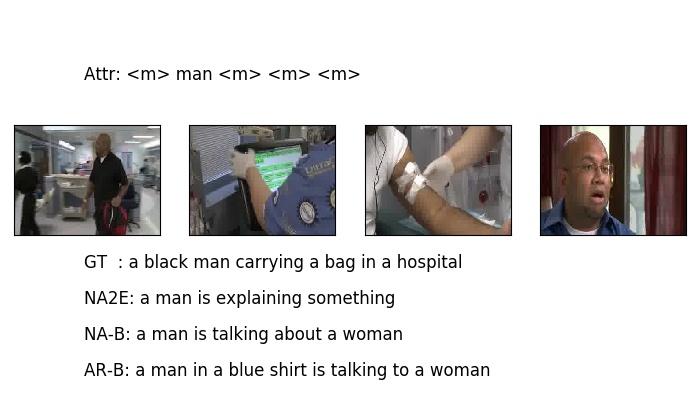 Attr: <m> man <m> <m> <m>
GT : a black man carrying a bag in a hospital
NA2E: a man is explaining something
NA-B: a man is talking about a woman
AR-B: a man in a blue shirt is talking to a woman